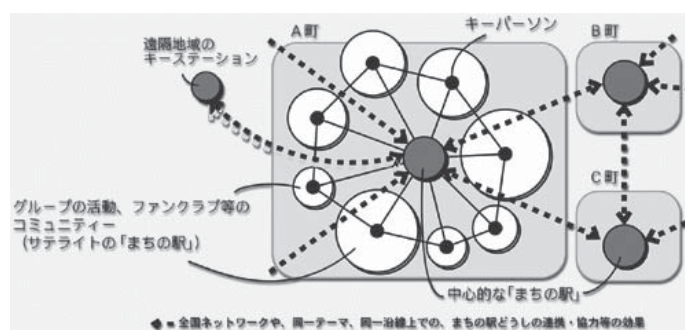 A町
キーパーソン
B町
遠隔地域の
キーステーション
C町
グループの活動、ファンクラブ等の
コミュニティー
(サテライトの「まちの駅」)
中心的な「まちの駅」
全国ネットワークや、同一テーマ、同一沿線上での、まちの駅どうしの連携・協力等の効果